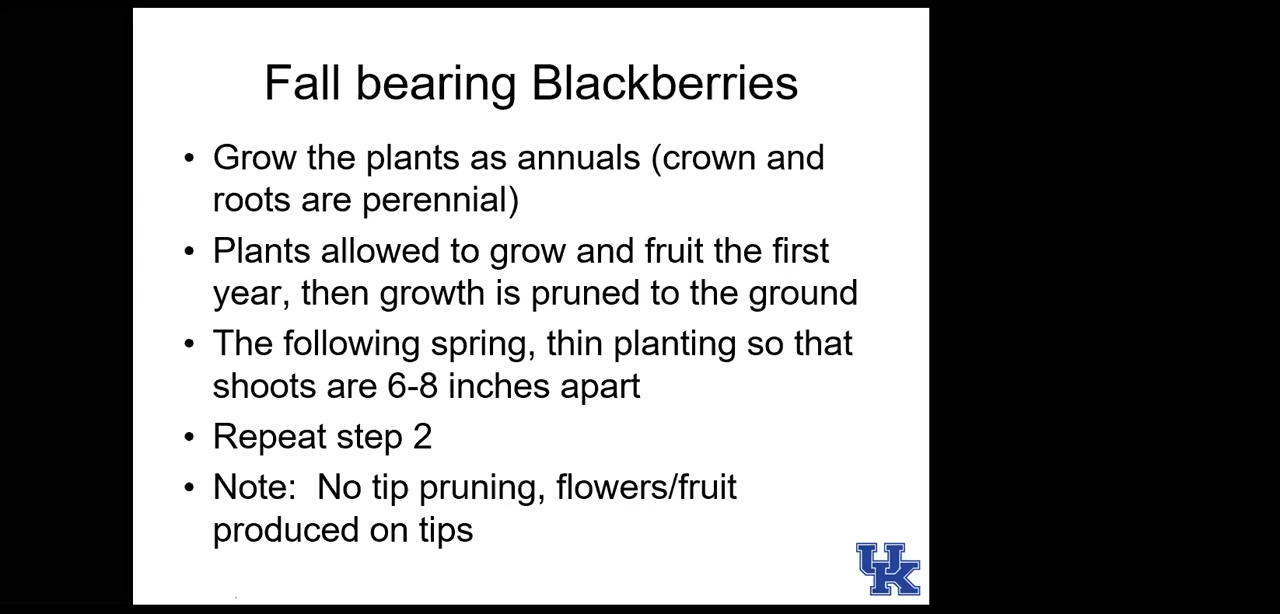 Fall bearing Blackberries
• Grow the plants as annuals (crown and
roots are perennial)
• Plants allowed to grow and fruit the first
year, then growth is pruned to the ground
• The following spring, thin planting so that
shoots are 6-8 inches apart
• Repeat step 2
• Note:  No tip pruning, flowers/fruit
produced on tips
UK